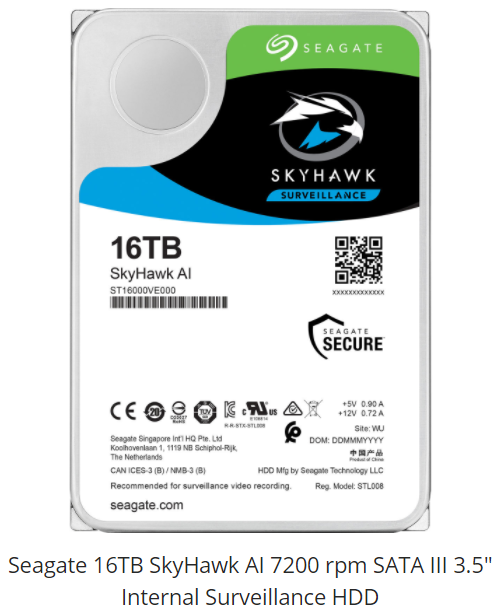 SEAGATE
SKYHAWK
SURVEILLANCE
16TB
SkyHawk AI
ST16000VE000
XXXXXXXXXXXXX
SEAGATE
SECURE
+5V 0.90 A
+12V 0.72 A
R-R-STX-STL008
Site: WU
DOM: DDMMMYYYY
Seagate Singapore Int'l HQ Pte. Ltd
Koolhovenlaan 1, 1119 NB Schiphol-Rijk,
The Netherlands
中国产品
Product of China
CAN ICES-3 (B) / NMB-3 (B)
HDD Mfg by Seagate Technology LLC
Recommended for surveillance video recording.
Reg. Model: STL008
seagate.com
Seagate 16TB SkyHawk AI 7200 rpm SATA III 3.5"
Internal Surveillance HDD